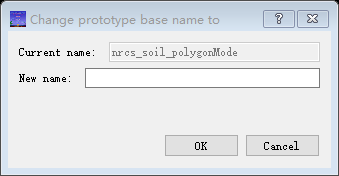 Change prototype base name to
Current name: nrcs_soil_polygonMode
New name:
OK Cancel